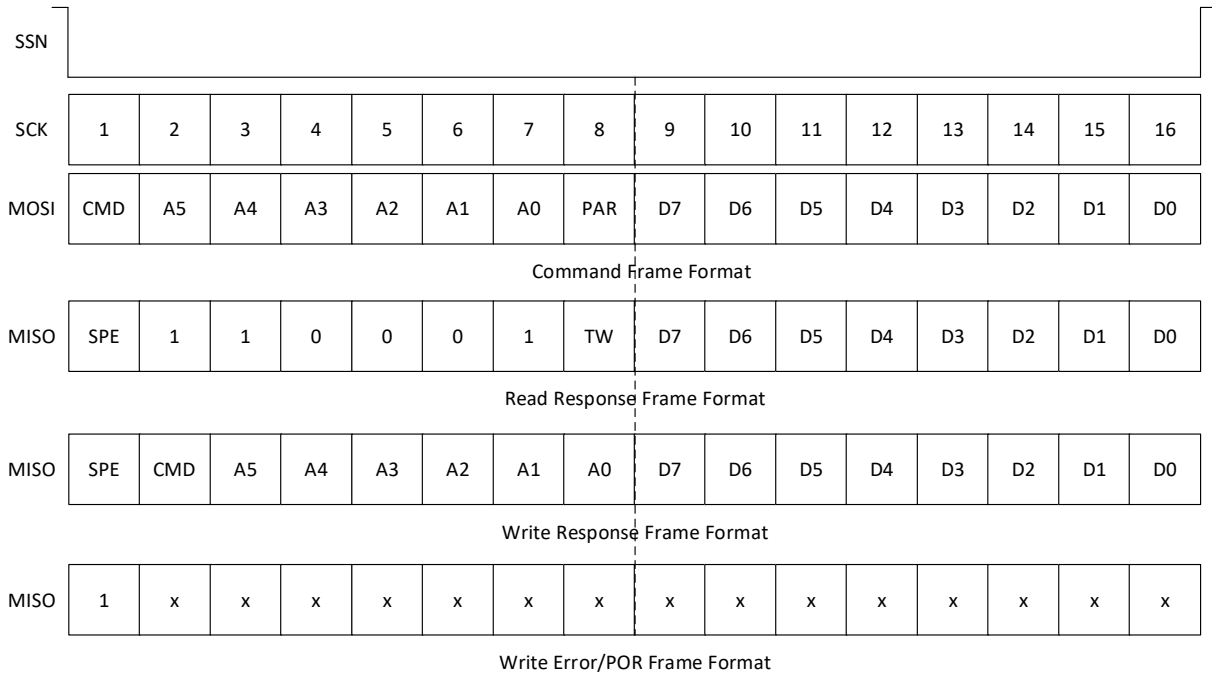 SSN
SCK 1 2 3 4 5 6 7 8 9 10 11 12 13 14 15 16
MOSI CMD A5 A4 A3 A2 A1 A0 PAR D7 D6 D5 D4 D3 D2 D1 D0
Command Frame Format
MISO SPE 1 1 0 0 0 1 TW D7 D6 D5 D4 D3 D2 D1 D0
Read Response Frame Format
MISO SPE CMD A5 A4 A3 A2 A1 A0 D7 D6 D5 D4 D3 D2 D1 D0
Write Response Frame Format
MISO 1 x x x x x x x x x x x x x x x
Write Error/POR Frame Format